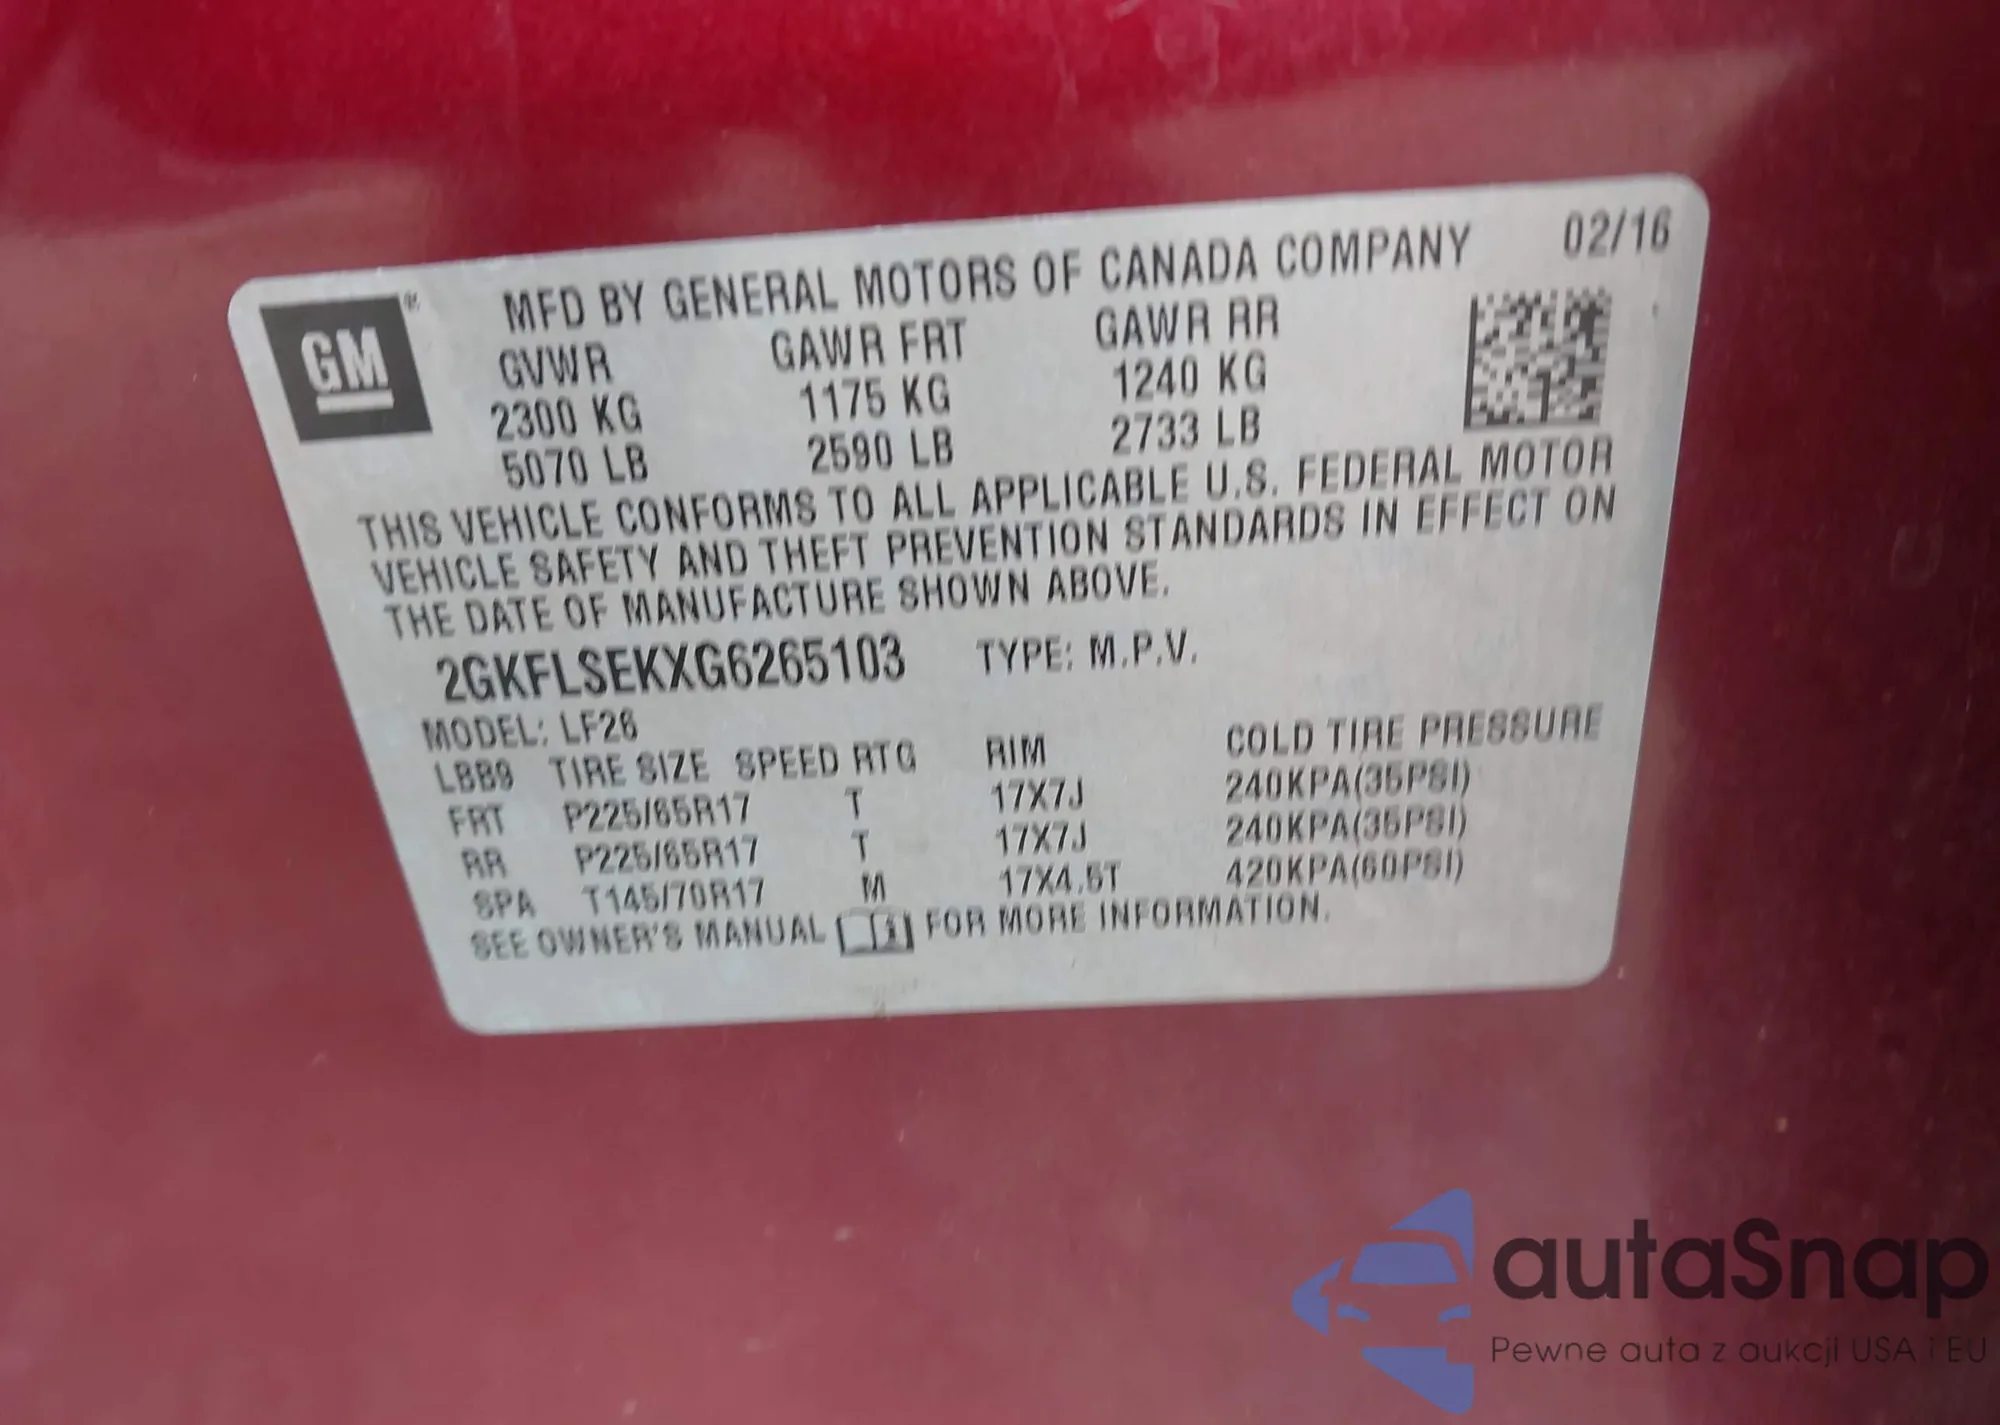 GM ®
MFD BY GENERAL MOTORS OF CANADA COMPANY 02/16
GVWR GAWR FRT GAWR RR
2300 KG 1175 KG 1240 KG
5070 LB 2590 LB 2733 LB
THIS VEHICLE CONFORMS TO ALL APPLICABLE U.S. FEDERAL MOTOR
VEHICLE SAFETY AND THEFT PREVENTION STANDARDS IN EFFECT ON
THE DATE OF MANUFACTURE SHOWN ABOVE.
2GKFLSEKXG6265103 TYPE: M.P.V.
MODEL: LF26
LBB9 TIRE SIZE SPEED RTG RIM COLD TIRE PRESSURE
FRT P225/65R17 T 17X7J 240KPA(35PSI)
RR P225/65R17 T 17X7J 240KPA(35PSI)
SPA T145/70R17 M 17X4.5T 420KPA(60PSI)
SEE OWNER'S MANUAL FOR MORE INFORMATION.
autaSnap
Pewne auta z aukcji USA i EU